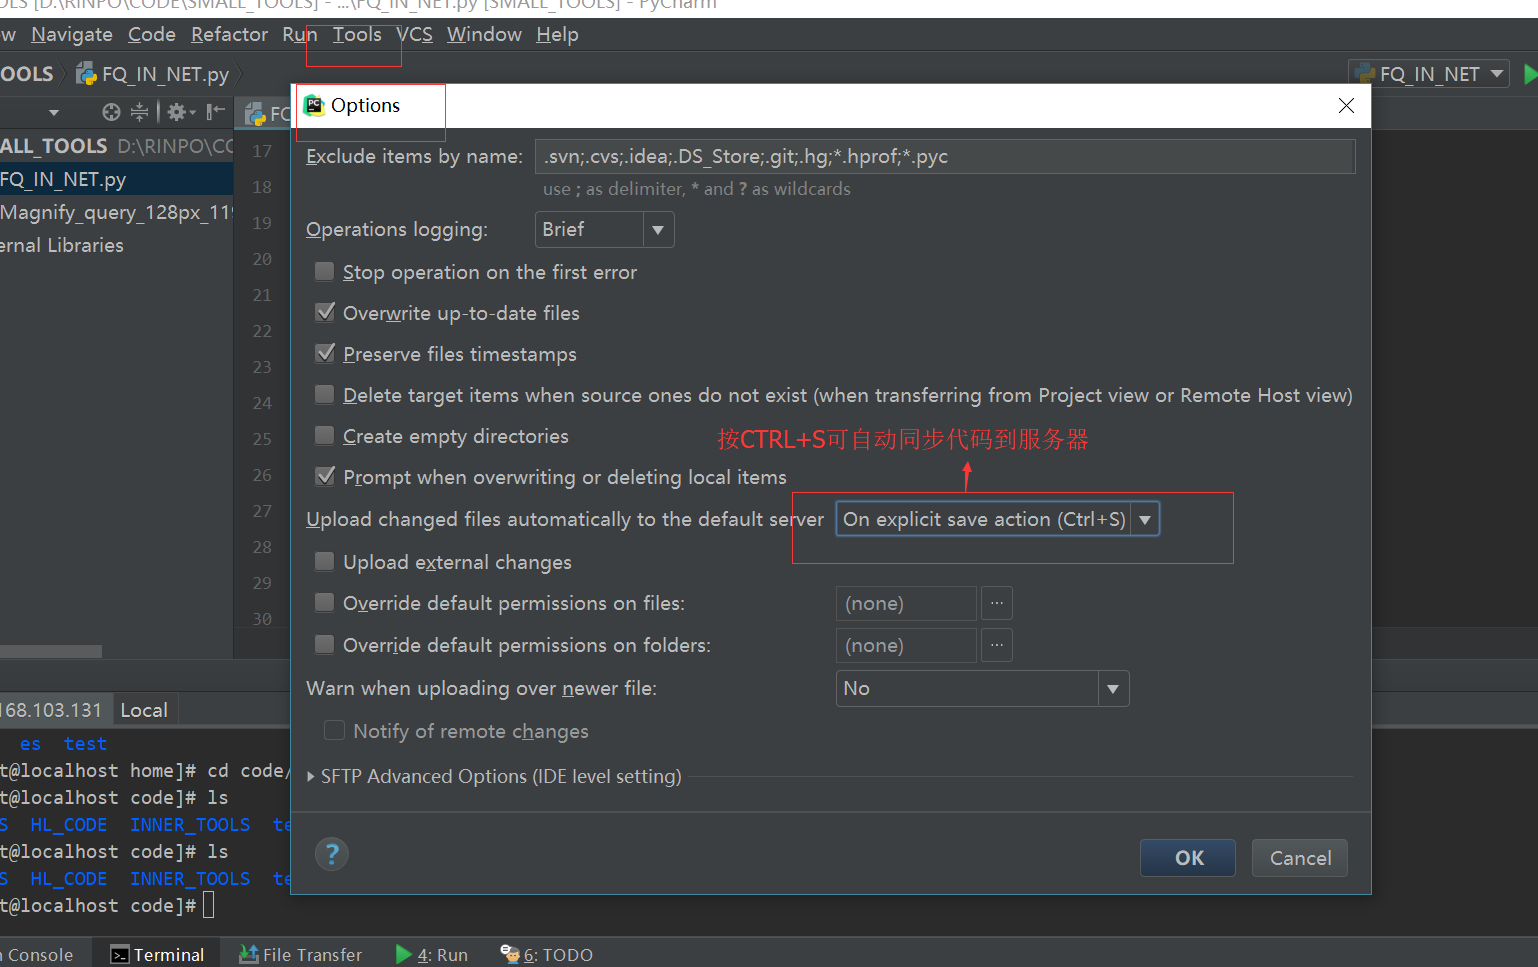 OLS [D:\RINPO\CODE\SMALL_TOOLS] - ...\FQ_IN_NET.py [SMALL_TOOLS] - PyCharm
ew Navigate Code Refactor Run Tools VCS Window Help
OOLS FQ_IN_NET.py FQ_IN_NET
FC
ALL_TOOLS D:\RINPO\CC
FQ_IN_NET.py
Magnify_query_128px_119
ernal Libraries
17
18
19
20
21
22
23
24
25
26
27
28
29
30
Options
Exclude items by name: .svn;.cvs;.idea;.DS_Store;.git;.hg;*.hprof;*.pyc
use ; as delimiter, * and ? as wildcards
Operations logging: Brief
Stop operation on the first error
Overwrite up-to-date files
Preserve files timestamps
Delete target items when source ones do not exist (when transferring from Project view or Remote Host view)
Create empty directories
按CTRL+S可自动同步代码到服务器
Prompt when overwriting or deleting local items
Upload changed files automatically to the default server On explicit save action (Ctrl+S)
Upload external changes
Override default permissions on files: (none) ...
Override default permissions on folders: (none) ...
Warn when uploading over newer file: No
Notify of remote changes
SFTP Advanced Options (IDE level setting)
? OK Cancel
168.103.131 Local
es test
t@localhost home]# cd code/
t@localhost code]# ls
S HL_CODE INNER_TOOLS te
t@localhost code]# ls
S HL_CODE INNER_TOOLS te
t@localhost code]#
n Console Terminal File Transfer 4: Run 6: TODO